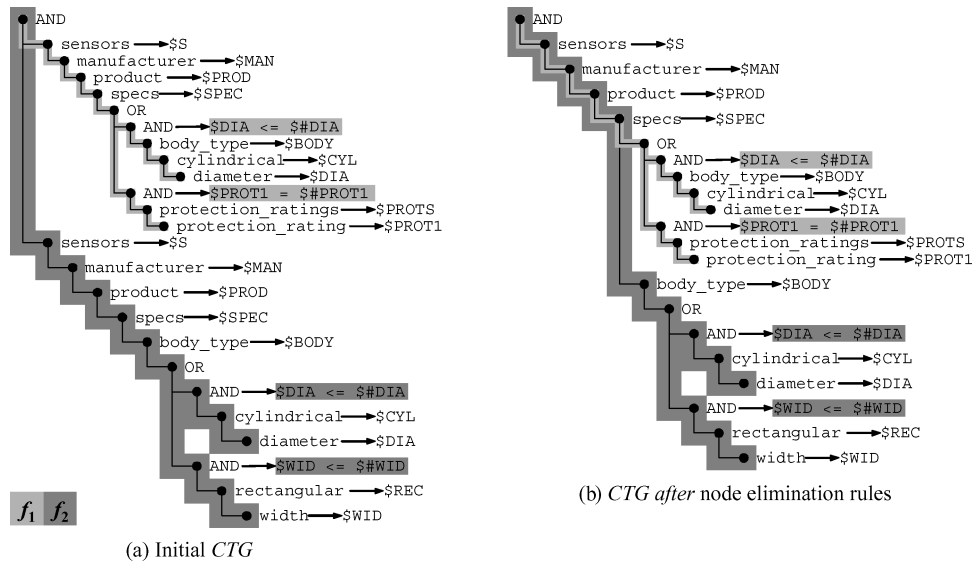 AND
sensors $S
manufacturer $MAN
product $PROD
specs $SPEC
OR
AND $DIA <= $#DIA
body_type $BODY
cylindrical $CYL
diameter $DIA
AND $PROT1 = $#PROT1
protection_ratings $PROTS
protection_rating $PROT1
sensors $S
manufacturer $MAN
product $PROD
specs $SPEC
body_type $BODY
OR
AND $DIA <= $#DIA
cylindrical $CYL
diameter $DIA
AND $WID <= $#WID
rectangular $REC
width $WID
f1 f2
(a) Initial CTG
AND
sensors $S
manufacturer $MAN
product $PROD
specs $SPEC
OR
AND $DIA <= $#DIA
body_type $BODY
cylindrical $CYL
diameter $DIA
AND $PROT1 = $#PROT1
protection_ratings $PROTS
protection_rating $PROT1
body_type $BODY
OR
AND $DIA <= $#DIA
cylindrical $CYL
diameter $DIA
AND $WID <= $#WID
rectangular $REC
width $WID
(b) CTG after node elimination rules